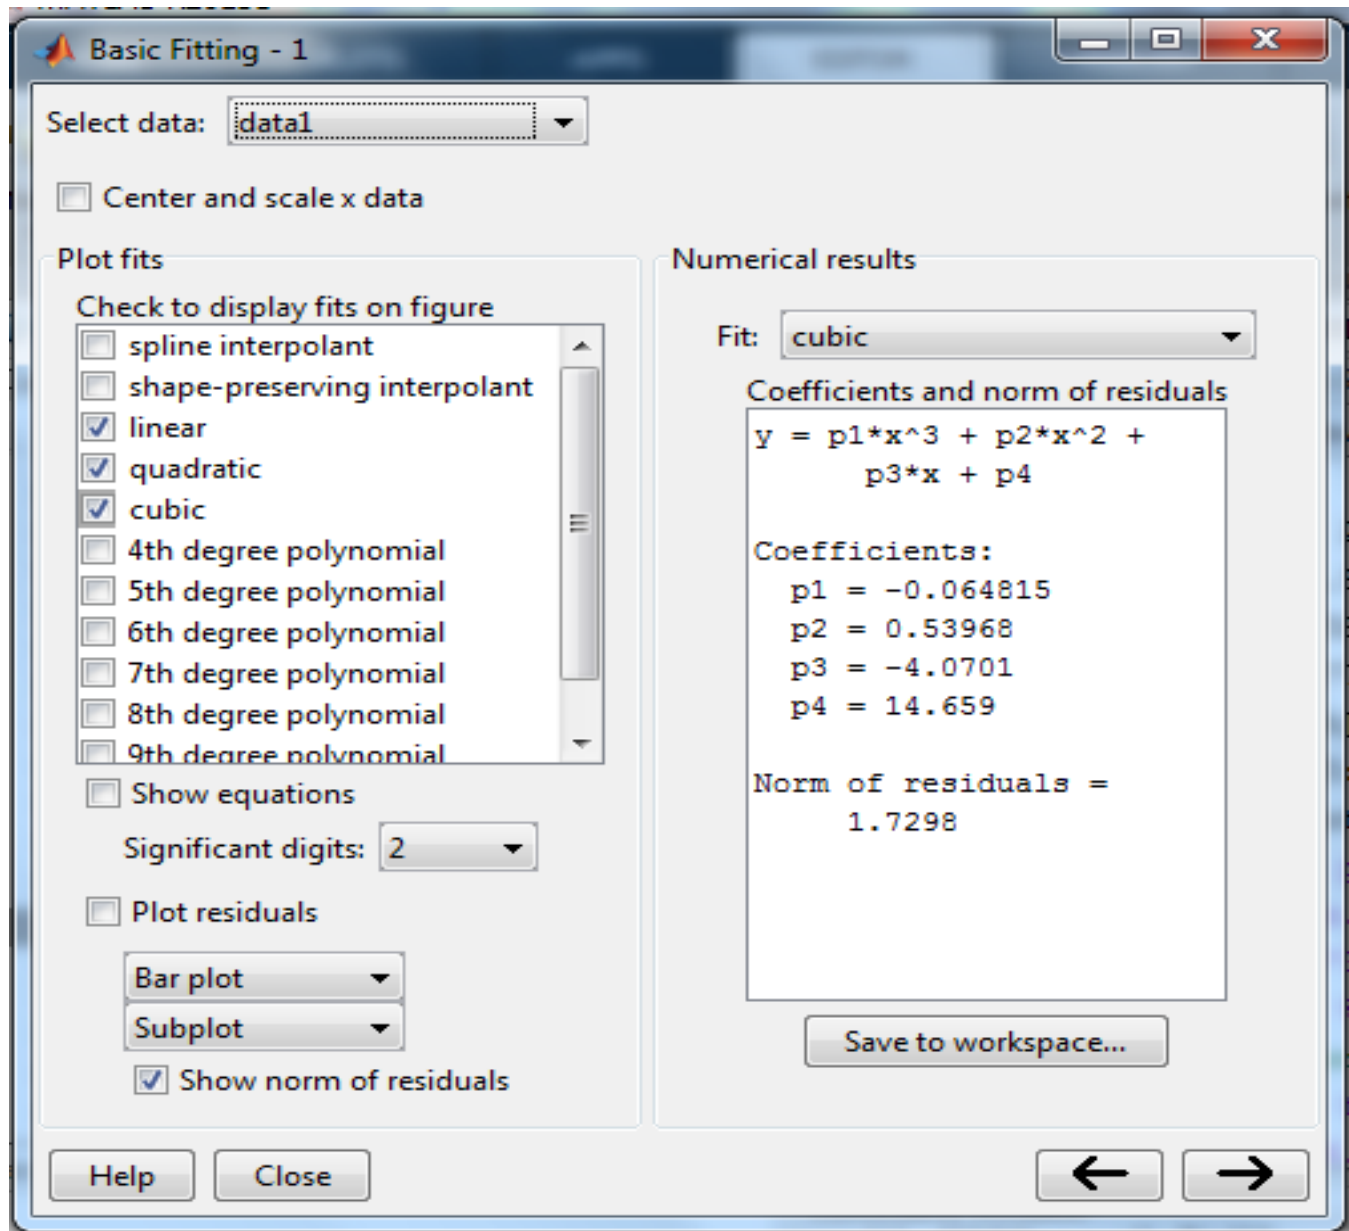 Basic Fitting - 1
Select data: data1
Center and scale x data
Plot fits
Check to display fits on figure
spline interpolant
shape-preserving interpolant
linear
quadratic
cubic
4th degree polynomial
5th degree polynomial
6th degree polynomial
7th degree polynomial
8th degree polynomial
9th degree polynomial
Show equations
Significant digits: 2
Plot residuals
Bar plot
Subplot
Show norm of residuals
Numerical results
Fit: cubic
Coefficients and norm of residuals
y = p1*x^3 + p2*x^2 +
p3*x + p4
Coefficients:
p1 = -0.064815
p2 = 0.53968
p3 = -4.0701
p4 = 14.659
Norm of residuals =
1.7298
Save to workspace...
Help
Close